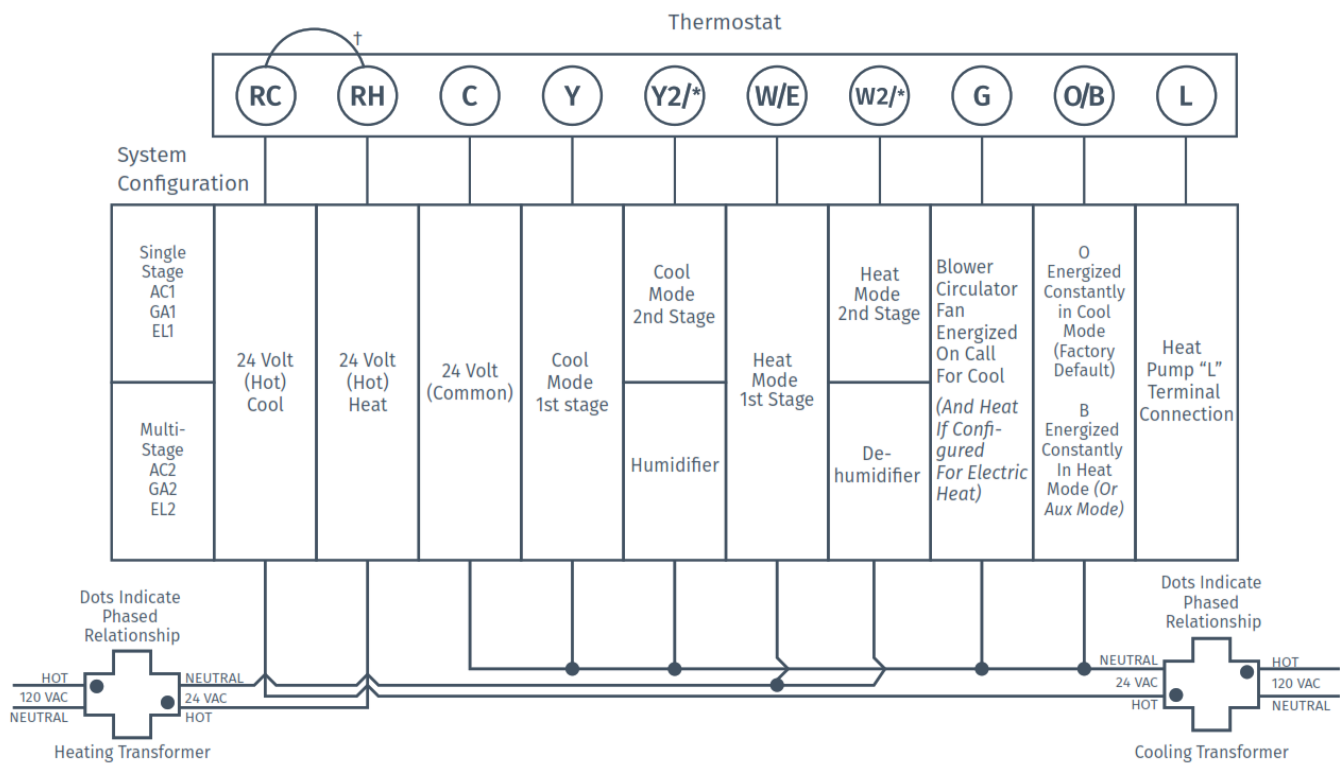 Thermostat
†
RC
RH
C
Y
Y2/*
W/E
W2/*
G
O/B
L
System
Configuration
Single
Stage
AC1
GA1
EL1
Multi-
Stage
AC2
GA2
EL2
24 Volt
(Hot)
Cool
24 Volt
(Hot)
Heat
24 Volt
(Common)
Cool
Mode
1st stage
Cool
Mode
2nd Stage
Humidifier
Heat
Mode
1st Stage
Heat
Mode
2nd Stage
De-
humidifier
Blower
Circulator
Fan
Energized
On Call
For Cool
(And Heat
If Confi-
gured
For Electric
Heat)
O
Energized
Constantly
in Cool
Mode
(Factory
Default)
B
Energized
Constantly
In Heat
Mode (Or
Aux Mode)
Heat
Pump “L”
Terminal
Connection
Dots Indicate
Phased
Relationship
HOT
120 VAC
NEUTRAL
NEUTRAL
24 VAC
HOT
Heating Transformer
Dots Indicate
Phased
Relationship
NEUTRAL
24 VAC
HOT
HOT
120 VAC
NEUTRAL
Cooling Transformer